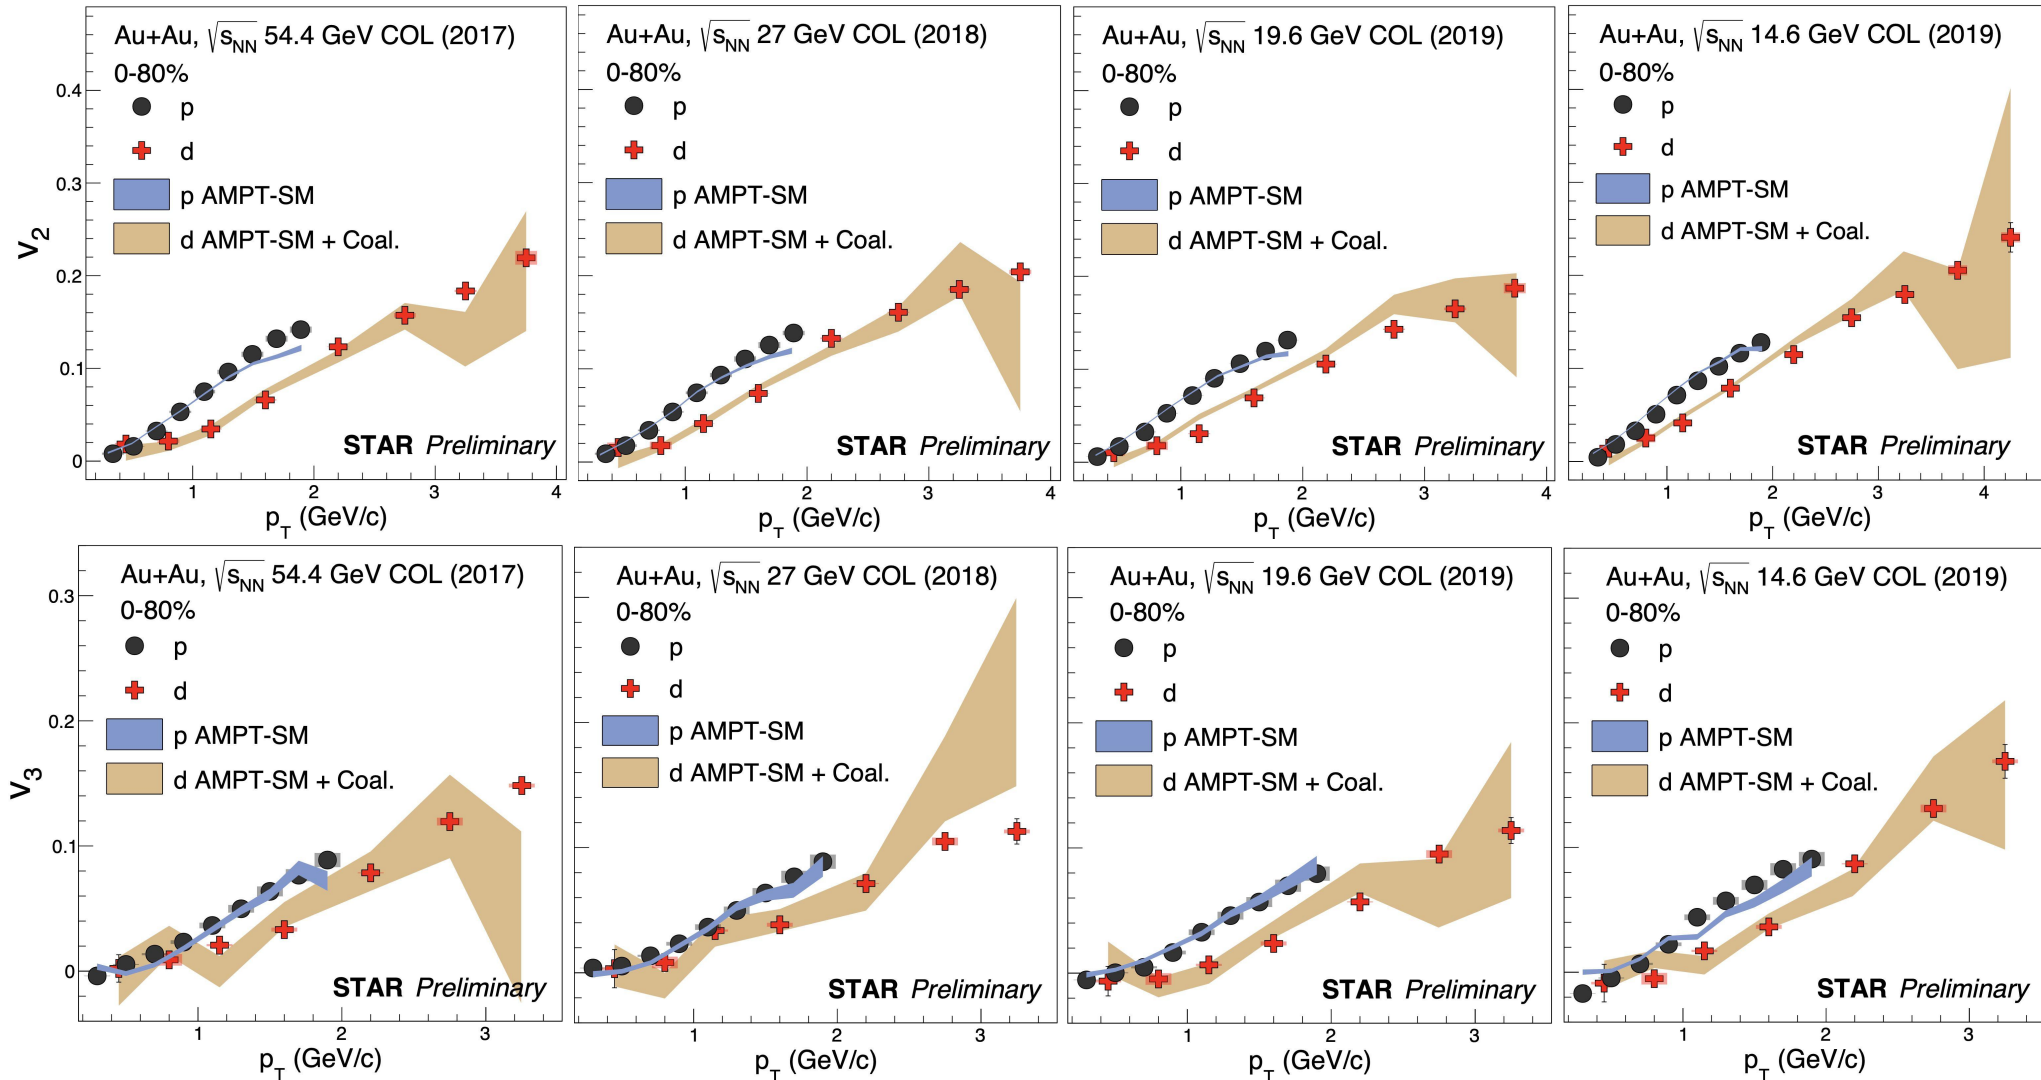 Au+Au, √sNN 54.4 GeV COL (2017)
0-80%
p
d
p AMPT-SM
d AMPT-SM + Coal.
STAR Preliminary
v2
0.4
0.3
0.2
0.1
0
1 2 3 4
pT (GeV/c)
Au+Au, √sNN 27 GeV COL (2018)
0-80%
p
d
p AMPT-SM
d AMPT-SM + Coal.
STAR Preliminary
1 2 3 4
pT (GeV/c)
Au+Au, √sNN 19.6 GeV COL (2019)
0-80%
p
d
p AMPT-SM
d AMPT-SM + Coal.
STAR Preliminary
1 2 3 4
pT (GeV/c)
Au+Au, √sNN 14.6 GeV COL (2019)
0-80%
p
d
p AMPT-SM
d AMPT-SM + Coal.
STAR Preliminary
1 2 3 4
pT (GeV/c)
Au+Au, √sNN 54.4 GeV COL (2017)
0-80%
p
d
p AMPT-SM
d AMPT-SM + Coal.
STAR Preliminary
v3
0.3
0.2
0.1
0
1 2 3
pT (GeV/c)
Au+Au, √sNN 27 GeV COL (2018)
0-80%
p
d
p AMPT-SM
d AMPT-SM + Coal.
STAR Preliminary
1 2 3
pT (GeV/c)
Au+Au, √sNN 19.6 GeV COL (2019)
0-80%
p
d
p AMPT-SM
d AMPT-SM + Coal.
STAR Preliminary
1 2 3
pT (GeV/c)
Au+Au, √sNN 14.6 GeV COL (2019)
0-80%
p
d
p AMPT-SM
d AMPT-SM + Coal.
STAR Preliminary
1 2 3
pT (GeV/c)